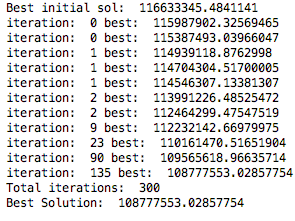 Best initial sol:  116633345.4841141
iteration:  0 best:  115987902.32569465
iteration:  0 best:  115387493.03966047
iteration:  1 best:  114939118.8762998
iteration:  1 best:  114704304.51700005
iteration:  1 best:  114546307.13381307
iteration:  2 best:  113991226.48525472
iteration:  2 best:  112464299.47547519
iteration:  9 best:  112232142.66979975
iteration:  23 best:  110161470.51651904
iteration:  90 best:  109565618.96635714
iteration:  135 best:  108777553.02857754
Total iterations:  300
Best Solution:  108777553.02857754